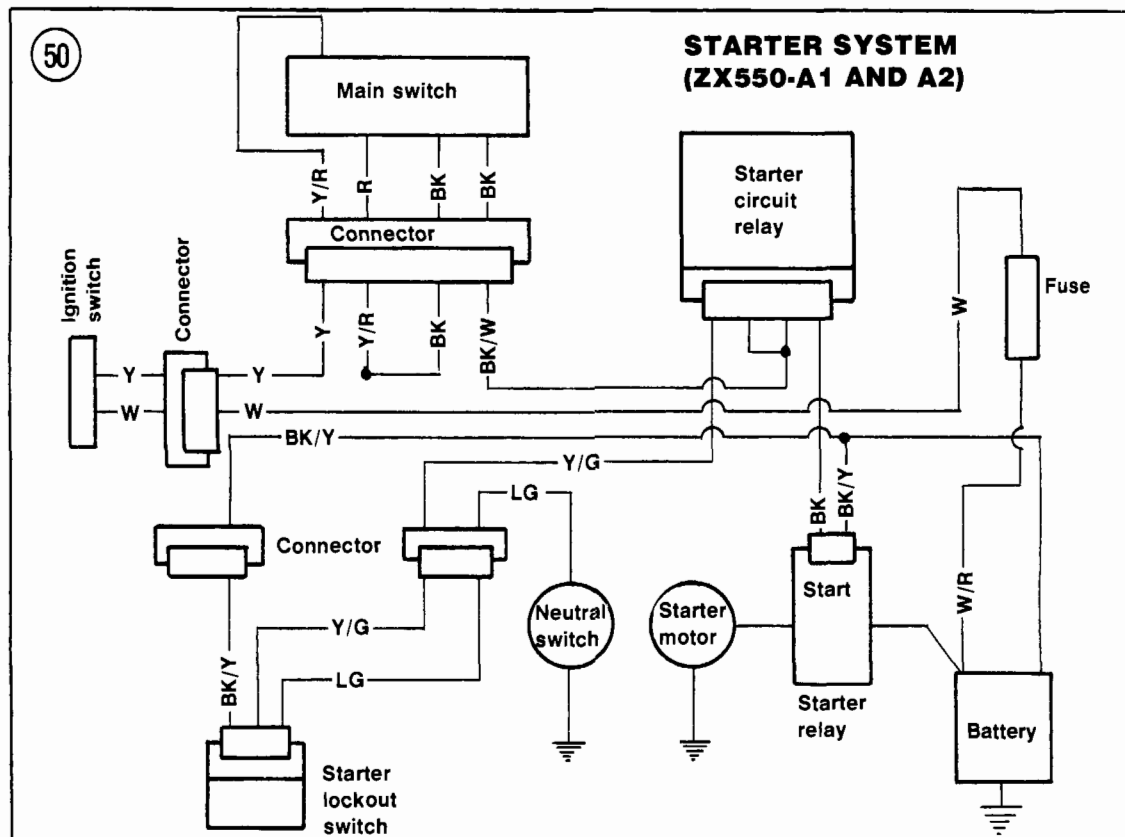 50
STARTER SYSTEM
(ZX550-A1 AND A2)
Main switch
Y/R
R
BK
BK
Connector
Y
Y/R
BK
BK/W
Starter
circuit
relay
W
Fuse
Ignition
switch
Connector
Y
Y
W
W
BK/Y
Y/G
LG
BK
BK/Y
Connector
Start
W/R
Neutral
switch
Starter
motor
Y/G
BK/Y
LG
Starter
relay
Battery
Starter
lockout
switch